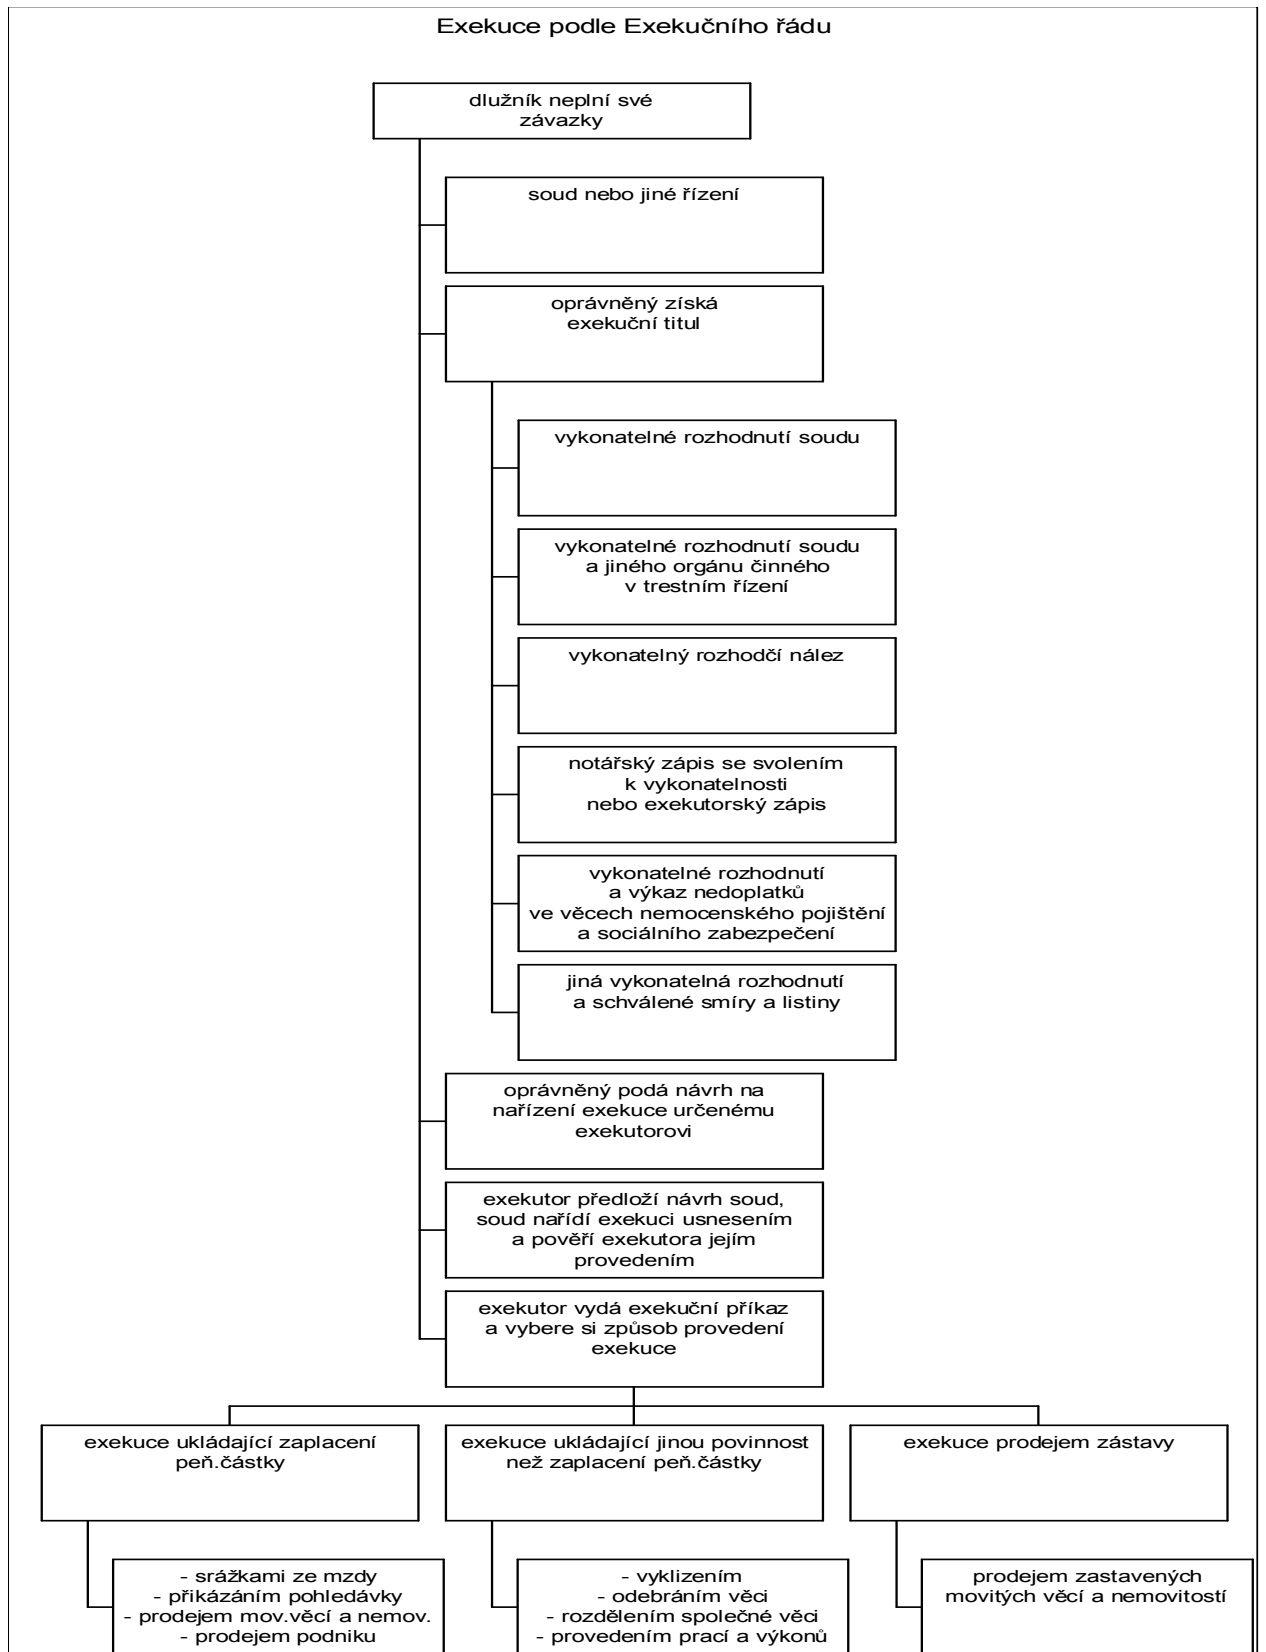 Exekuce podle Exekučního řádu
dlužník neplní své
závazky
soud nebo jiné řízení
oprávněný získá
exekuční titul
vykonatelné rozhodnutí soudu
vykonatelné rozhodnutí soudu
a jiného orgánu činného
v trestním řízení
vykonatelný rozhodčí nález
notářský zápis se svolením
k vykonatelnosti
nebo exekutorský zápis
vykonatelné rozhodnutí
a výkaz nedoplatků
ve věcech nemocenského pojištění
a sociálního zabezpečení
jiná vykonatelná rozhodnutí
a schválené smíry a listiny
oprávněný podá návrh na
nařízení exekuce určenému
exekutorovi
exekutor předloží návrh soud,
soud nařídí exekuci usnesením
a pověří exekutora jejím
provedením
exekutor vydá exekuční příkaz
a vybere si způsob provedení
exekuce
exekuce ukládající zaplacení
peň.částky
exekuce ukládající jinou povinnost
než zaplacení peň.částky
exekuce prodejem zástavy
- srážkami ze mzdy
- přikázáním pohledávky
- prodejem mov.věcí a nemov.
- prodejem podniku
- vyklizením
- odebráním věci
- rozdělením společné věci
- provedením prací a výkonů
prodejem zastavených
movitých věcí a nemovitostí